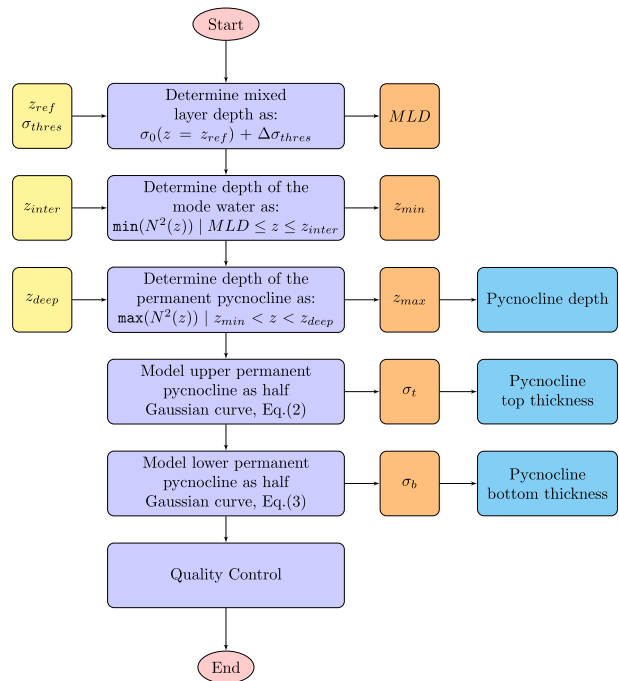 Start
z_ref
σ_thres
Determine mixed
layer depth as:
σ_0(z = z_ref) + Δσ_thres
MLD
z_inter
Determine depth of the
mode water as:
min(N^2(z)) | MLD ≤ z ≤ z_inter
z_min
z_deep
Determine depth of the
permanent pycnocline as:
max(N^2(z)) | z_min < z < z_deep
z_max
Pycnocline depth
Model upper permanent
pycnocline as half
Gaussian curve, Eq.(2)
σ_t
Pycnocline
top thickness
Model lower permanent
pycnocline as half
Gaussian curve, Eq.(3)
σ_b
Pycnocline
bottom thickness
Quality Control
End